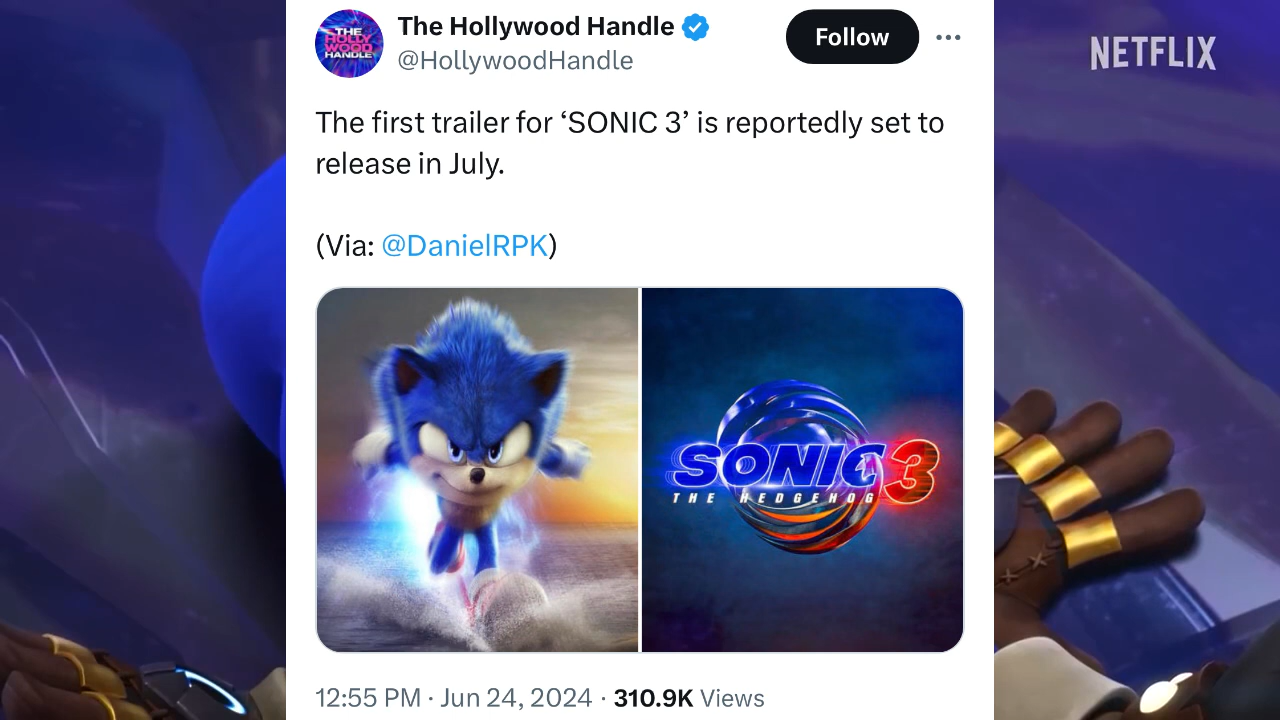 THE
HOLLY
WOOD
HANDLE
The Hollywood Handle
@HollywoodHandle
Follow
NETFLIX
The first trailer for ‘SONIC 3’ is reportedly set to
release in July.
(Via: @DanielRPK)
SONIC 3
THE HEDGEHOG
12:55 PM · Jun 24, 2024 · 310.9K Views